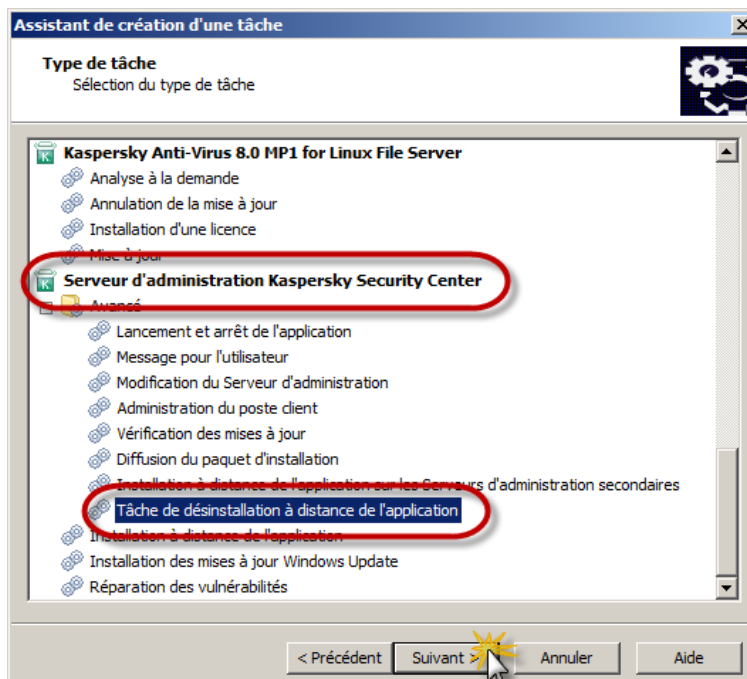 Assistant de création d'une tâche
Type de tâche
Sélection du type de tâche
Kaspersky Anti-Virus 8.0 MP1 for Linux File Server
Analyse à la demande
Annulation de la mise à jour
Installation d'une licence
Mise à jour
Serveur d'administration Kaspersky Security Center
Avancé
Lancement et arrêt de l'application
Message pour l'utilisateur
Modification du Serveur d'administration
Administration du poste client
Vérification des mises à jour
Diffusion du paquet d'installation
Installation à distance de l'application sur les Serveurs d'administration secondaires
Tâche de désinstallation à distance de l'application
Installation à distance de l'application
Installation des mises à jour Windows Update
Réparation des vulnérabilités
< Précédent Suivant > Annuler Aide